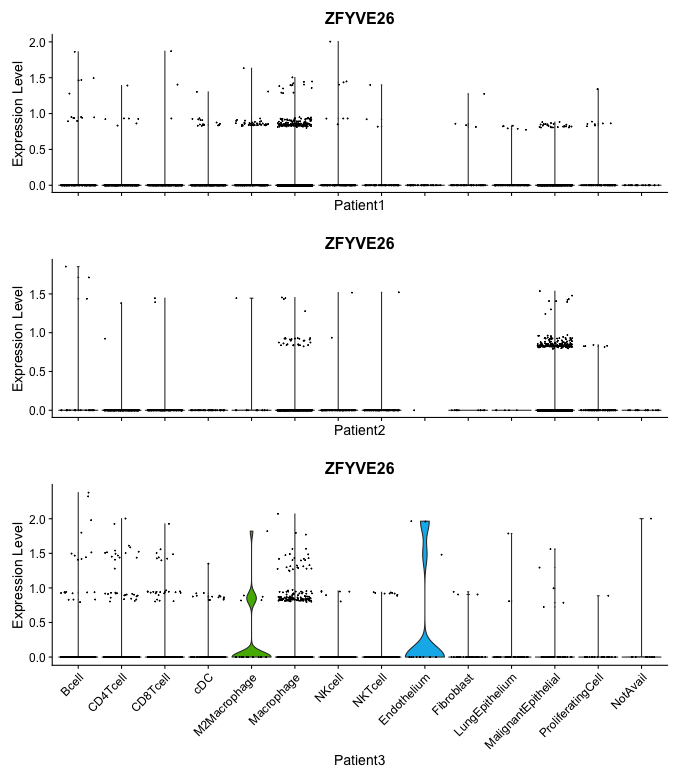 ZFYVE26
Expression Level
2.0
1.5
1.0
0.5
0.0
Patient1
ZFYVE26
Expression Level
1.5
1.0
0.5
0.0
Patient2
ZFYVE26
Expression Level
2.0
1.5
1.0
0.5
0.0
Bcell
CD4Tcell
CD8Tcell
cDC
M2Macrophage
Macrophage
NKcell
NKTcell
Endothelium
Fibroblast
LungEpithelium
MalignantEpithelial
ProliferatingCell
NotAvail
Patient3